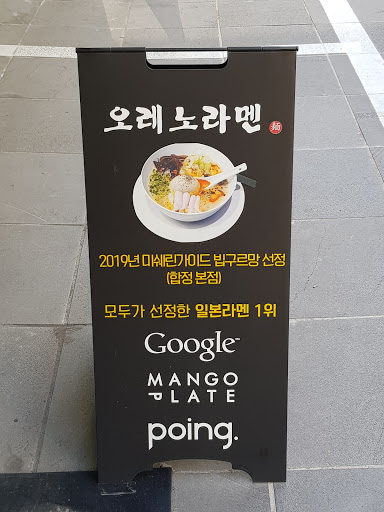 오레노라멘 麺
2019년 미쉐린가이드 빕구르망 선정
(합정 본점)
모두가 선정한 일본라멘 1위
Google™
MANGO
PLATE
poing.